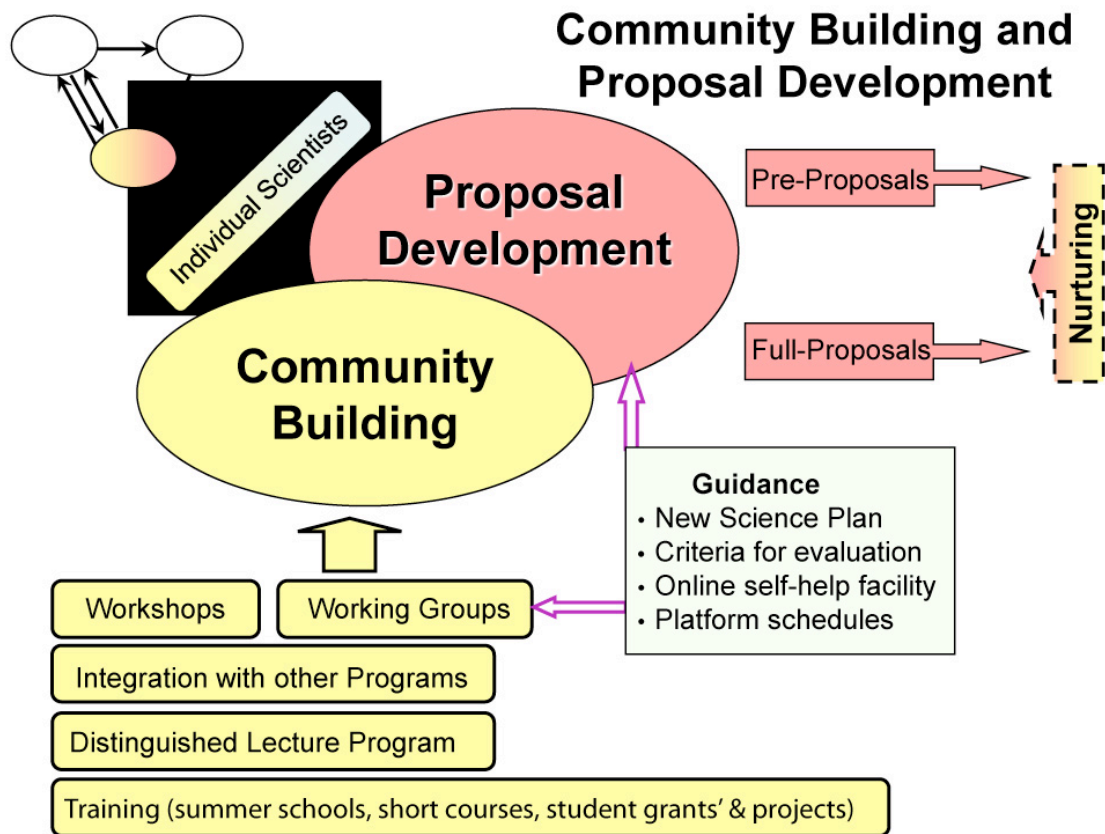 Community Building and
Proposal Development
Individual Scientists
Proposal
Development
Pre-Proposals
Nurturing
Full-Proposals
Community
Building
Guidance
• New Science Plan
• Criteria for evaluation
• Online self-help facility
• Platform schedules
Workshops
Working Groups
Integration with other Programs
Distinguished Lecture Program
Training (summer schools, short courses, student grants’ & projects)